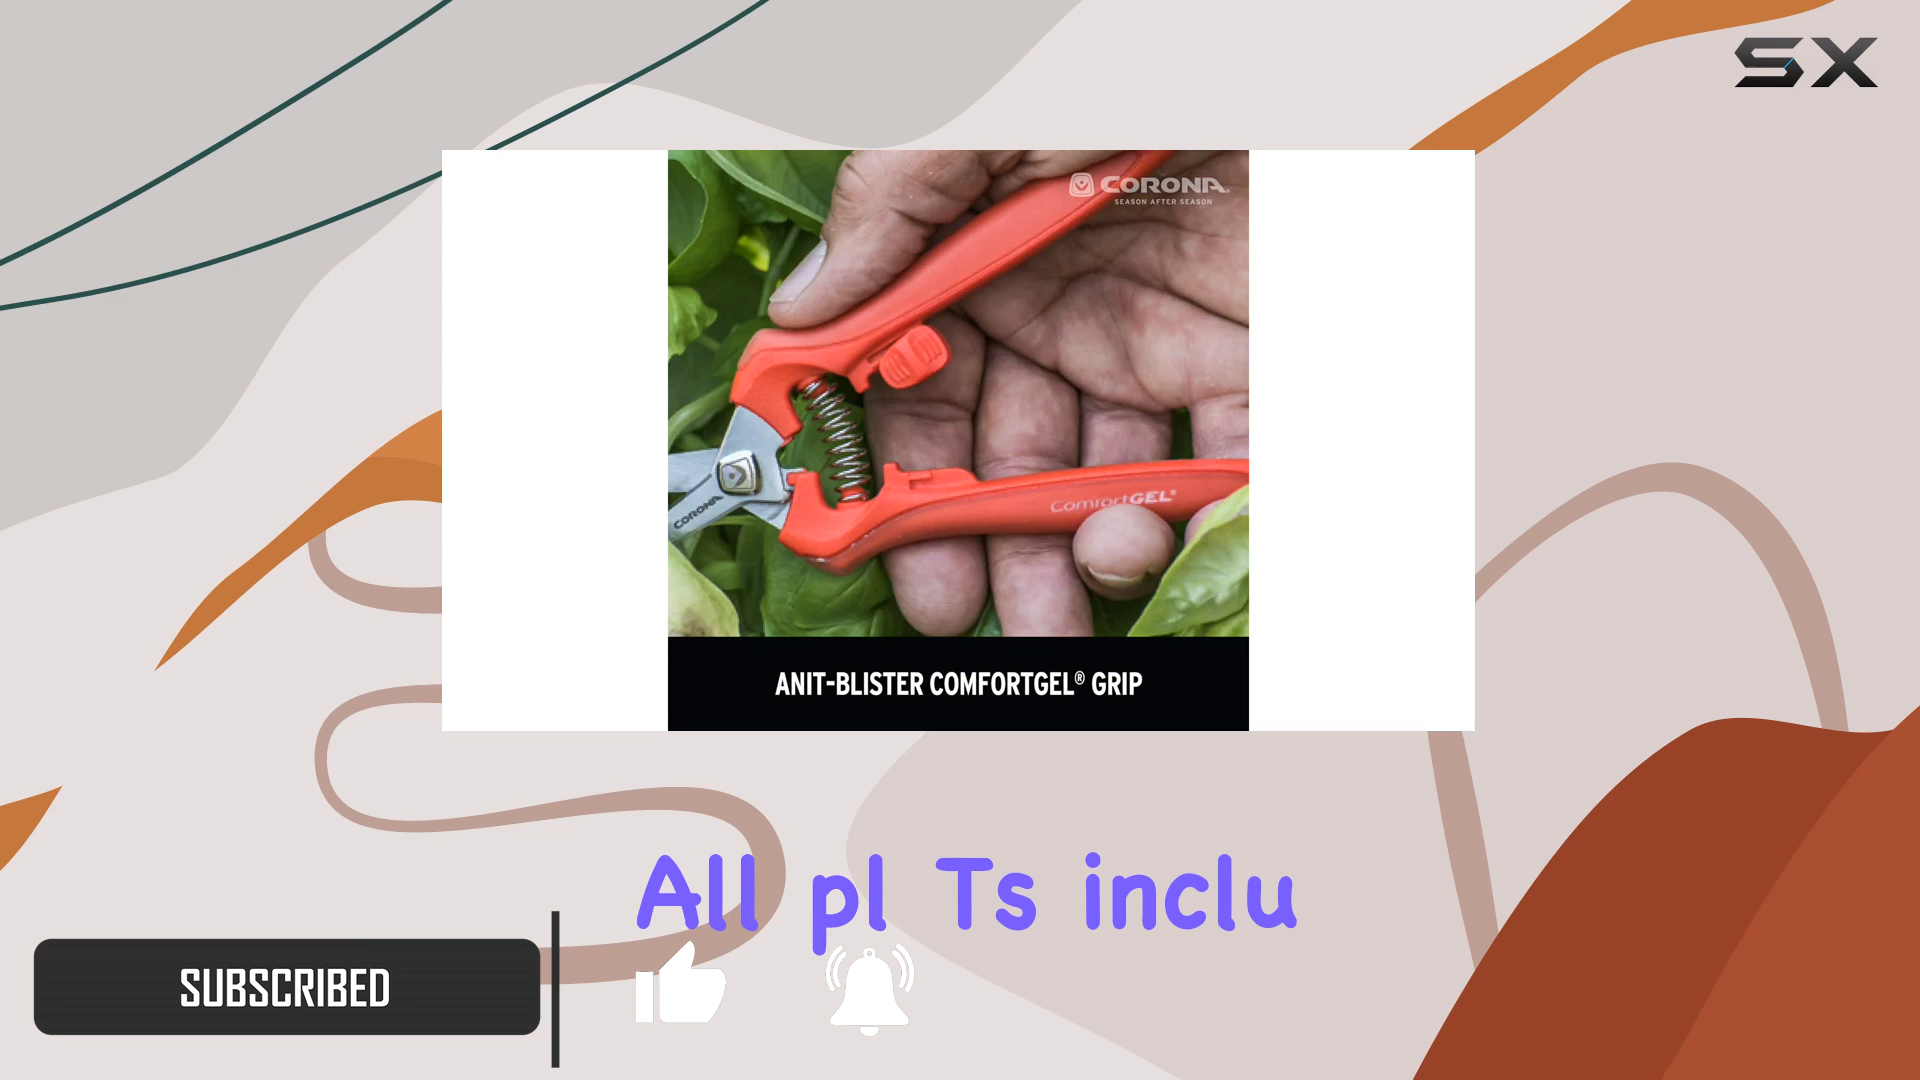 SX
CORONA
SEASON AFTER SEASON
CORONA
ComfortGEL®
ANIT-BLISTER COMFORTGEL® GRIP
All pl Ts inclu
SUBSCRIBED